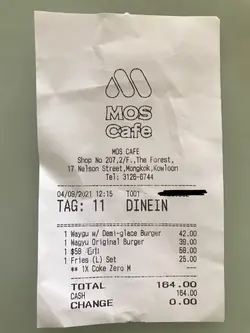 MOS
Cafe
MOS CAFE
Shop No 207,2/F.,The Forest,
17 Nelson Street,Mongkok,Kowloon
Tel: 3126-6744
04/09/2021 12:15 T001
TAG: 11 DINEIN
1 Waygu w/ Demi-glace Burger 42.00
1 Wagyu Original Burger 39.00
1 $58 58.00
1 Fries (L) Set 25.00
** 1X Coke Zero M
TOTAL 164.00
CASH 164.00
CHANGE 0.00